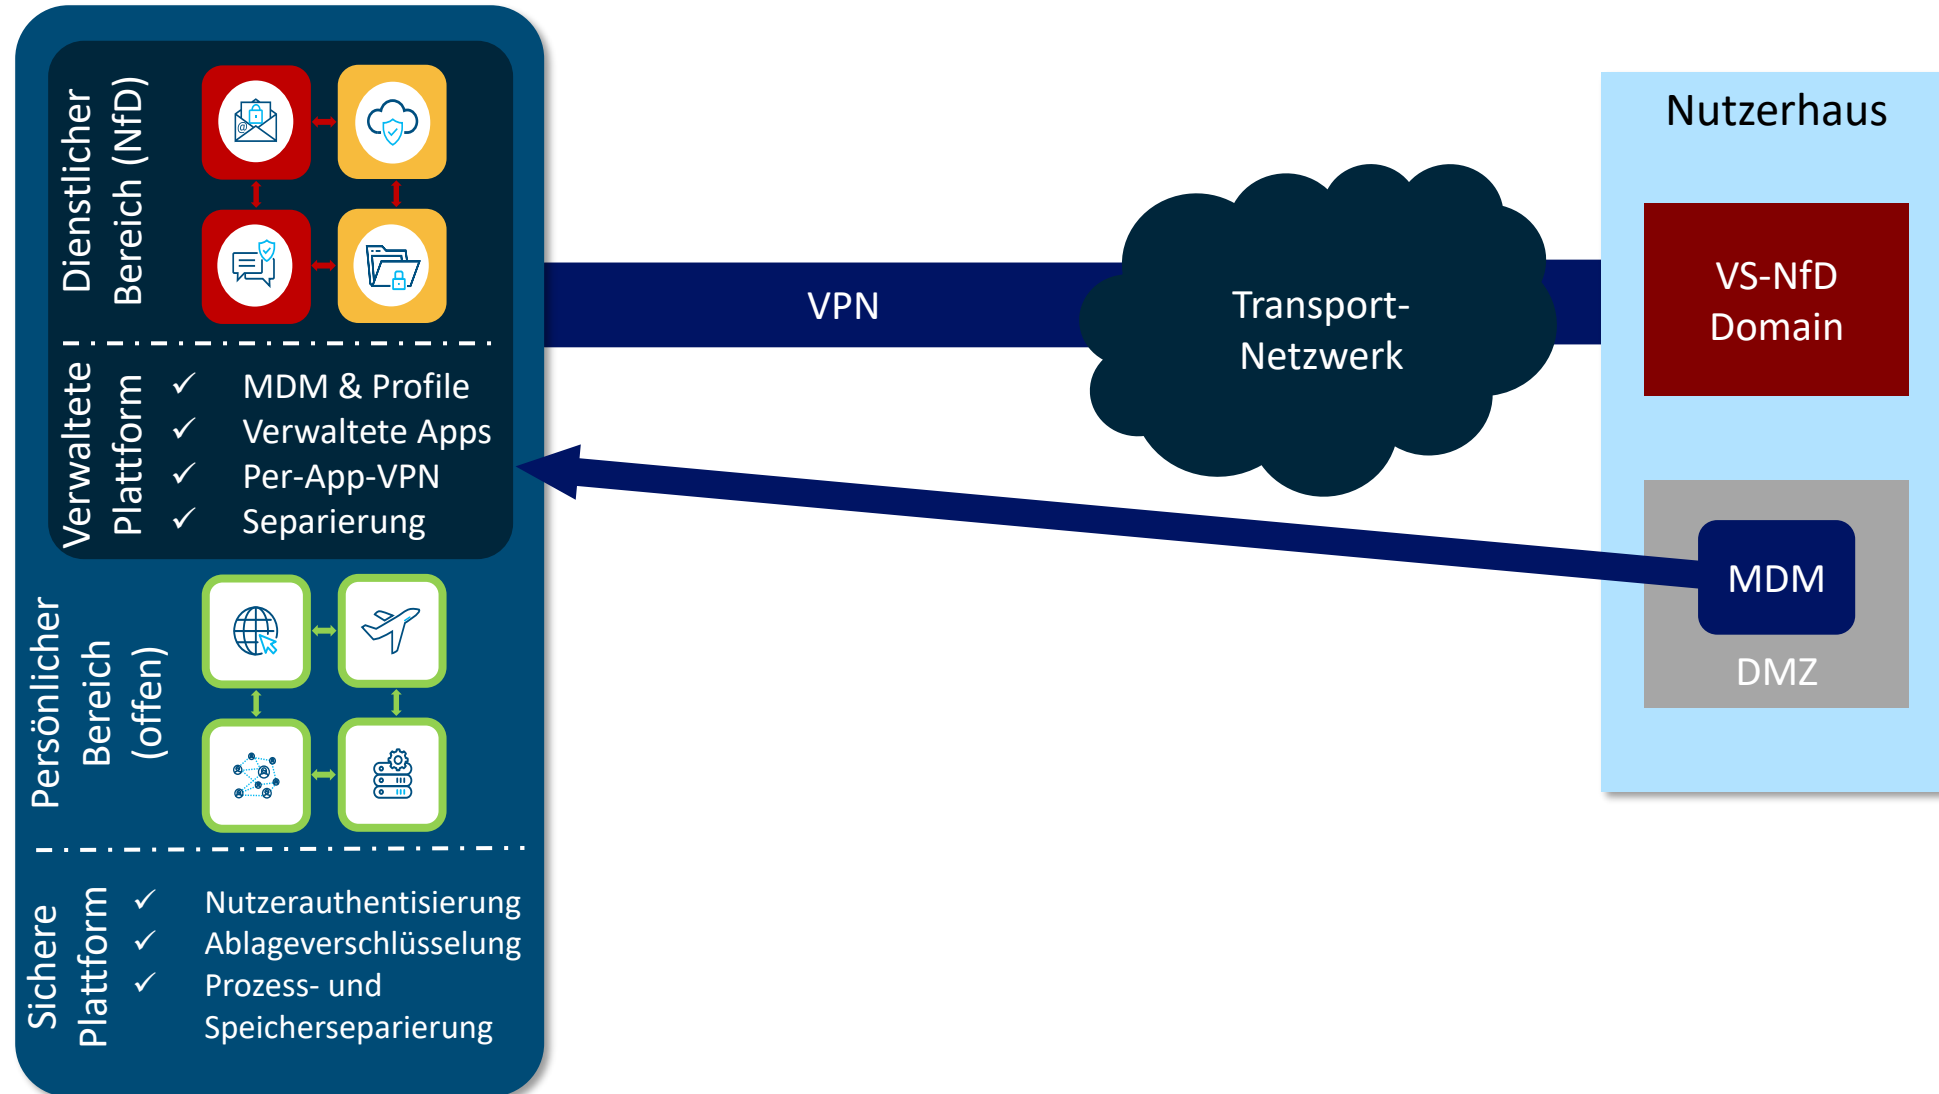 Dienstlicher
Bereich (NfD)
Verwaltete
Plattform
✓ MDM & Profile
✓ Verwaltete Apps
✓ Per-App-VPN
✓ Separierung
Persönlicher
Bereich
(offen)
Sichere
Plattform
✓ Nutzerauthentisierung
✓ Ablageverschlüsselung
✓ Prozess- und
Speicherseparierung
VPN
Transport-
Netzwerk
Nutzerhaus
VS-NfD
Domain
MDM
DMZ
@